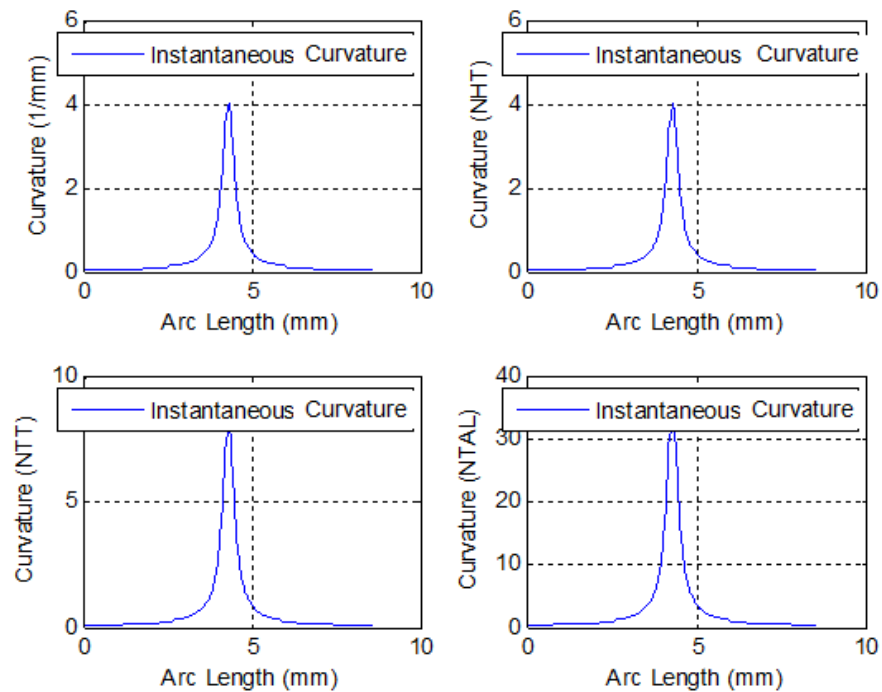 6
Instantaneous Curvature
4
2
0
Curvature (1/mm)
0 5 10
Arc Length (mm)
6
Instantaneous Curvature
4
2
0
Curvature (NHT)
0 5 10
Arc Length (mm)
10
Instantaneous Curvature
5
0
Curvature (NTT)
0 5 10
Arc Length (mm)
40
Instantaneous Curvature
30
20
10
0
Curvature (NTAL)
0 5 10
Arc Length (mm)